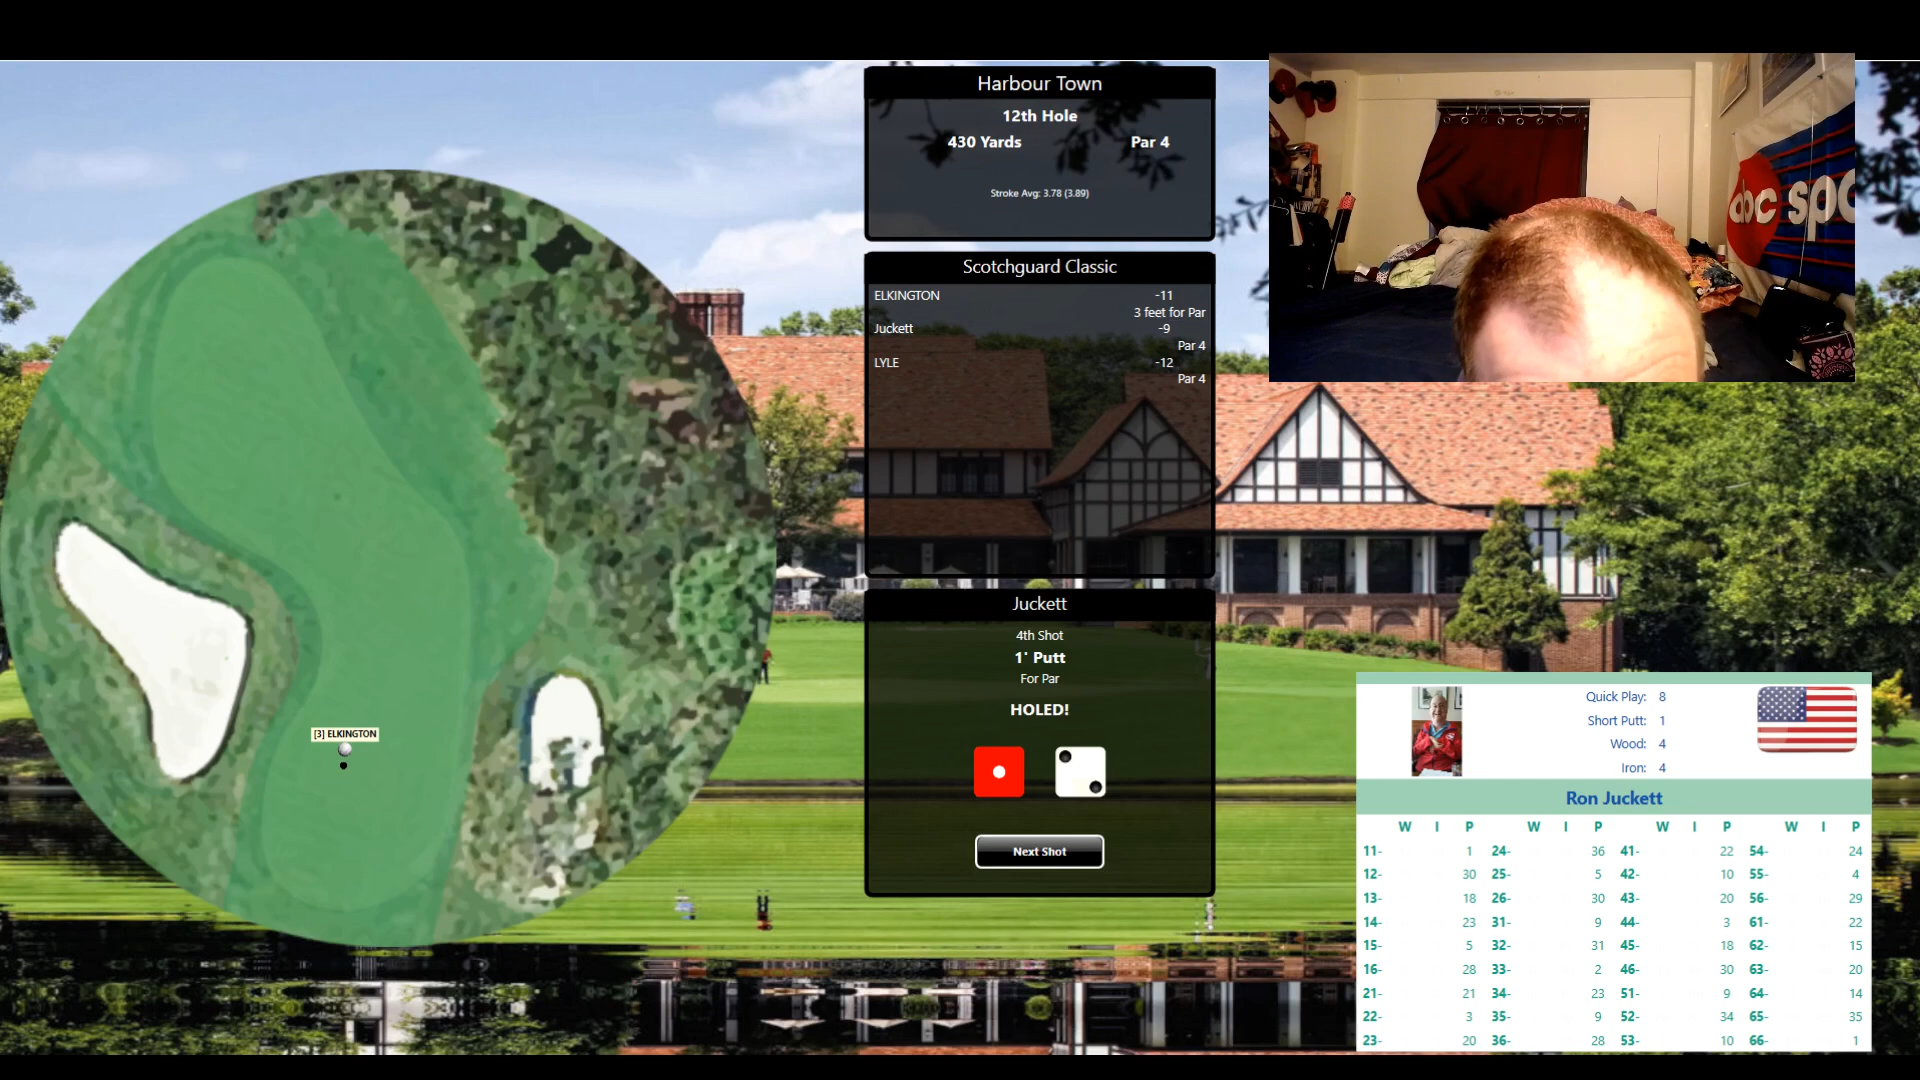 Harbour Town
12th Hole
430 Yards Par 4
Stroke Avg: 3.78 (3.89)
Scotchguard Classic
ELKINGTON -11
3 feet for Par
Juckett -9
Par 4
LYLE -12
Par 4
Juckett
4th Shot
1' Putt
For Par
HOLED!
Next Shot
[3] ELKINGTON
abc spo
Quick Play: 8
Short Putt: 1
Wood: 4
Iron: 4
Ron Juckett
W I P W I P W I P W I P
11- 1 24- 36 41- 22 54- 24
12- 30 25- 5 42- 10 55- 4
13- 18 26- 30 43- 20 56- 29
14- 23 31- 9 44- 3 61- 22
15- 5 32- 31 45- 18 62- 15
16- 28 33- 2 46- 30 63- 20
21- 21 34- 23 51- 9 64- 14
22- 3 35- 9 52- 34 65- 35
23- 20 36- 28 53- 10 66- 1